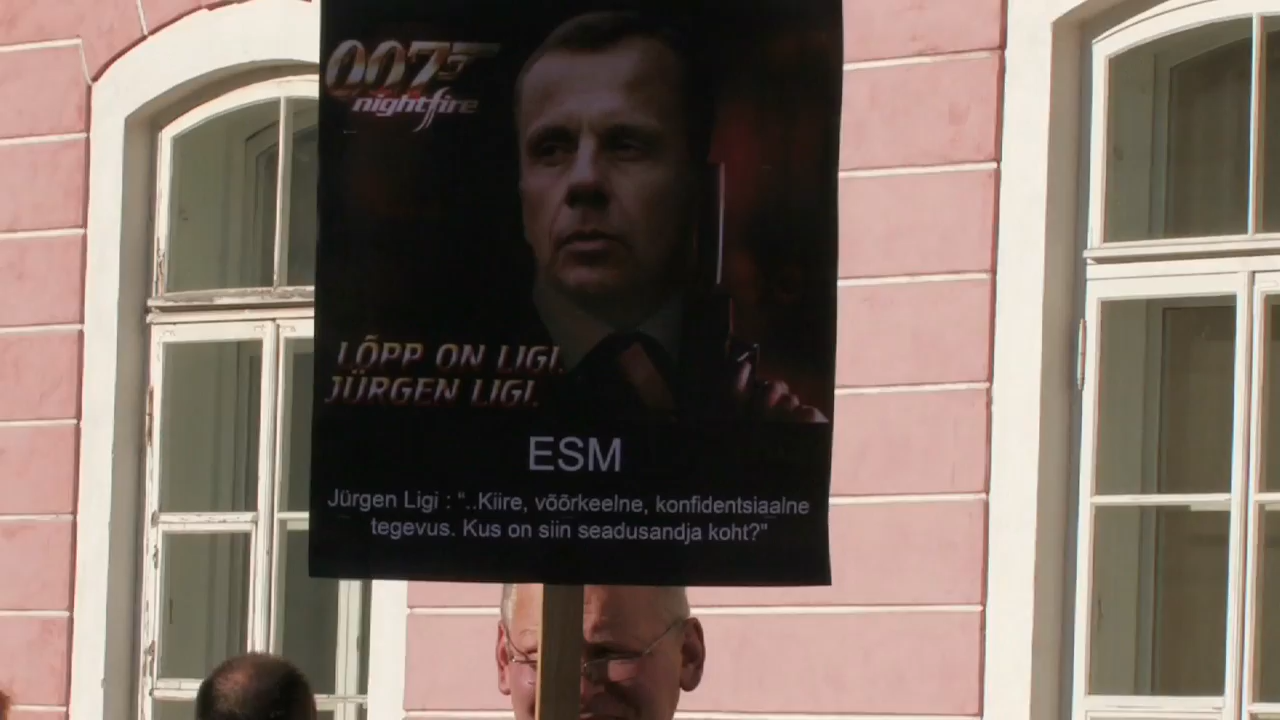 007
nightfire
LÕPP ON LIGI.
JÜRGEN LIGI.
ESM
Jürgen Ligi : "..Kiire, võõrkeelne, konfidentsiaalne
tegevus. Kus on siin seadusandja koht?"